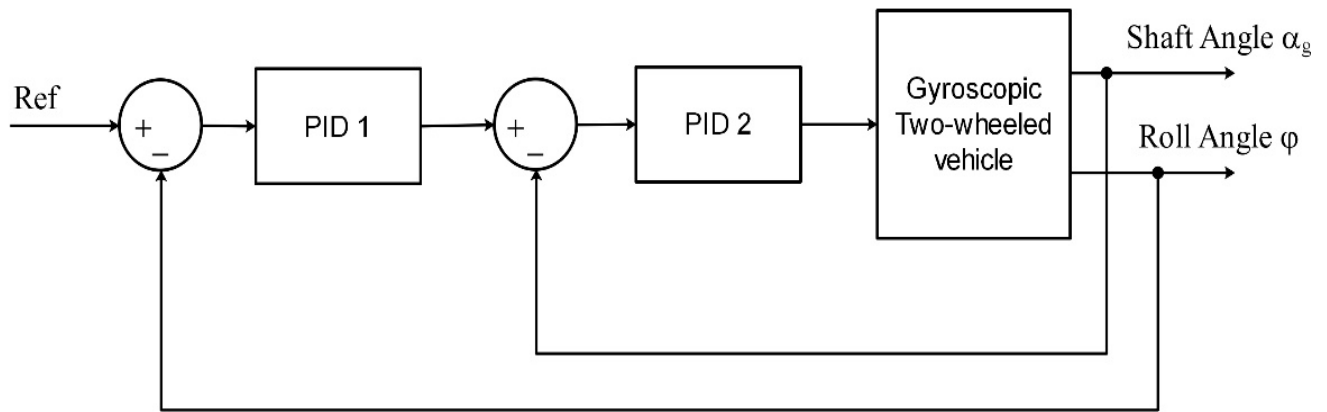 Ref
+
−
PID 1
+
−
PID 2
Gyroscopic
Two-wheeled
vehicle
Shaft Angle αg
Roll Angle φ